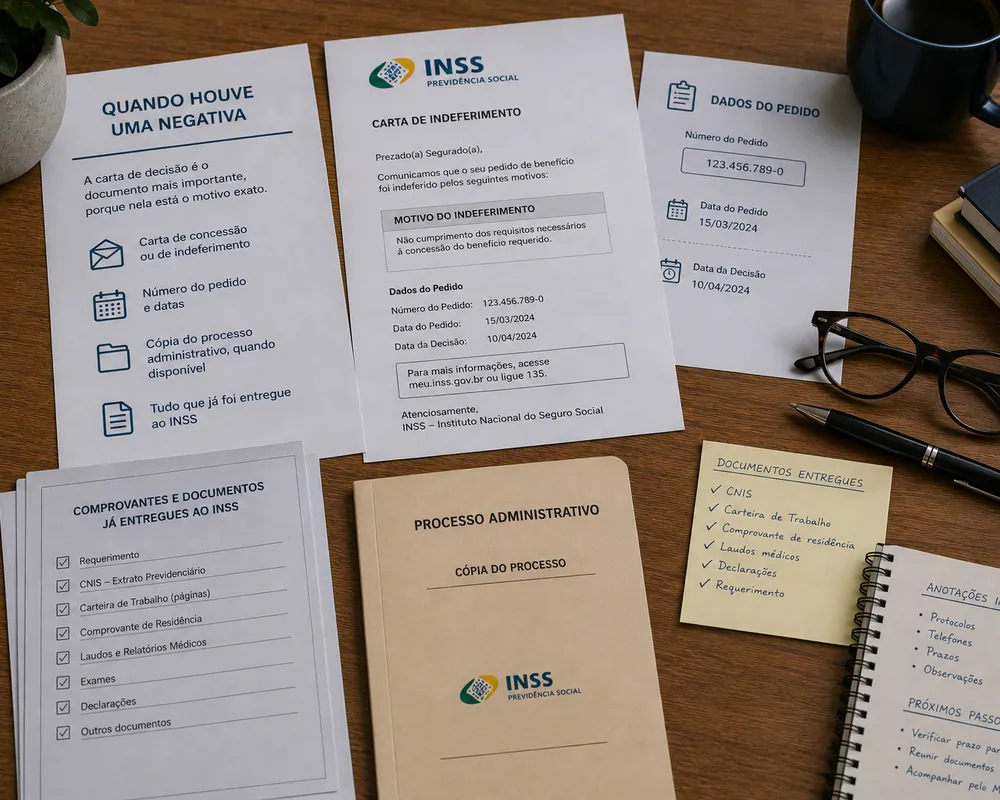 QUANDO HOUVE
UMA NEGATIVA
A carta de decisão é o
documento mais importante,
porque nela está o motivo exato.
Carta de concessão
ou de indeferimento
Número do pedido
e datas
Cópia do processo
administrativo, quando
disponível
Tudo que já foi entregue
ao INSS
INSS
PREVIDÊNCIA SOCIAL
CARTA DE INDEFERIMENTO
Prezado(a) Segurado(a),
Comunicamos que o seu pedido de benefício
foi indeferido pelos seguintes motivos:
MOTIVO DO INDEFERIMENTO
Não cumprimento dos requisitos necessários
à concessão do benefício requerido.
Dados do Pedido
Número do Pedido: 123.456.789-0
Data do Pedido: 15/03/2024
Data da Decisão: 10/04/2024
Para mais informações, acesse
meu.inss.gov.br ou ligue 135.
Atenciosamente,
INSS – Instituto Nacional do Seguro Social
DADOS DO PEDIDO
Número do Pedido
123.456.789-0
Data do Pedido
15/03/2024
Data da Decisão
10/04/2024
COMPROVANTES E DOCUMENTOS
JÁ ENTREGUES AO INSS
Requerimento
CNIS – Extrato Previdenciário
Carteira de Trabalho (páginas)
Comprovante de Residência
Laudos e Relatórios Médicos
Exames
Declarações
Outros documentos
PROCESSO ADMINISTRATIVO
CÓPIA DO PROCESSO
INSS
PREVIDÊNCIA SOCIAL
DOCUMENTOS ENTREGUES
✓ CNIS
✓ Carteira de Trabalho
✓ Comprovante de residência
✓ Laudos médicos
✓ Declarações
✓ Requerimento
ANOTAÇÕES
• Protocolos
• Telefones
• Prazos
• Observações
PRÓXIMOS
• Verificar prazo
• Reunir documentos
• Acompanhar pelo